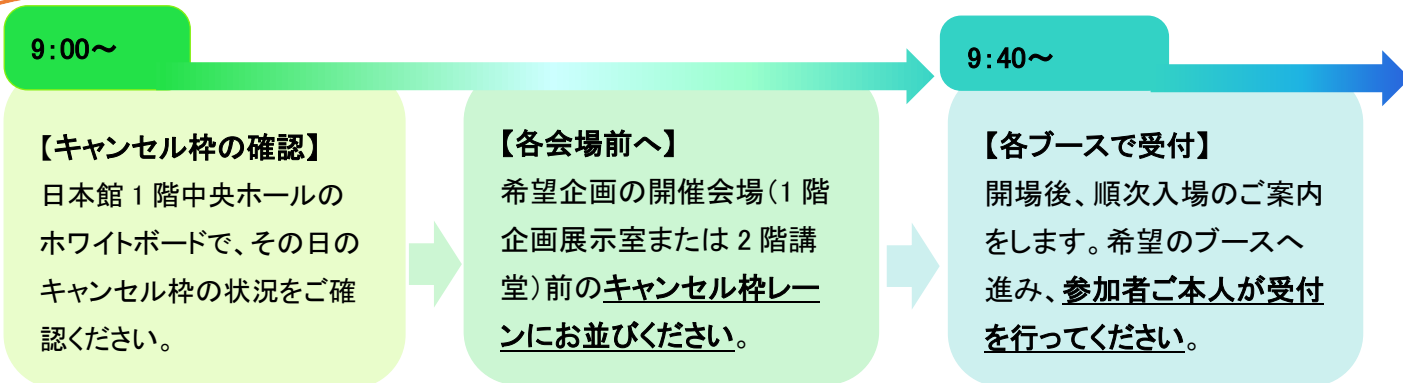 9:00～
【キャンセル枠の確認】
日本館 1 階中央ホールの
ホワイトボードで、その日の
キャンセル枠の状況をご確
認ください。
【各会場前へ】
希望企画の開催会場（1 階
企画展示室または 2 階講
堂）前のキャンセル枠レー
ンにお並びください。
9:40～
【各ブースで受付】
開場後、順次入場のご案内
をします。希望のブースへ
進み、参加者ご本人が受付
を行ってください。